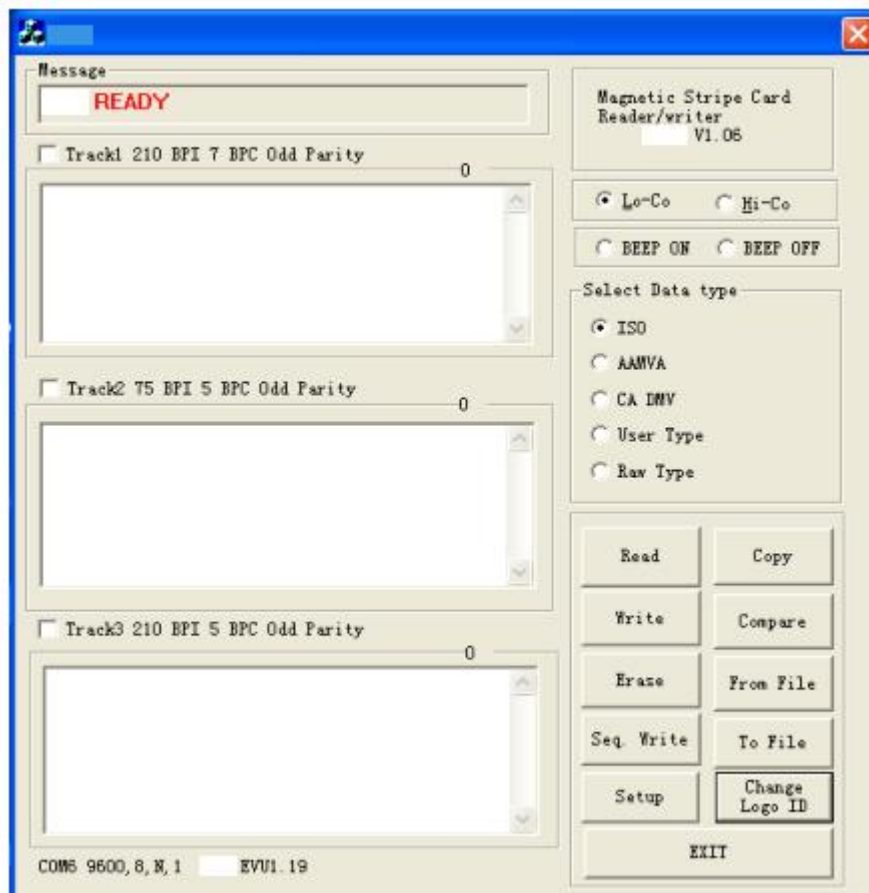 Message
READY
Magnetic Stripe Card
Reader/writer
V1.06
Track1 210 BPI 7 BPC Odd Parity
0
Lo-Co
Hi-Co
BEEP ON
BEEP OFF
Select Data type
ISO
AAMVA
CA DMV
User Type
Raw Type
Track2 75 BPI 5 BPC Odd Parity
0
Track3 210 BPI 5 BPC Odd Parity
0
Read
Copy
Write
Compare
Erase
From File
Seq. Write
To File
Setup
Change
Logo ID
EXIT
COM6 9600,8,N,1
EVU1.19